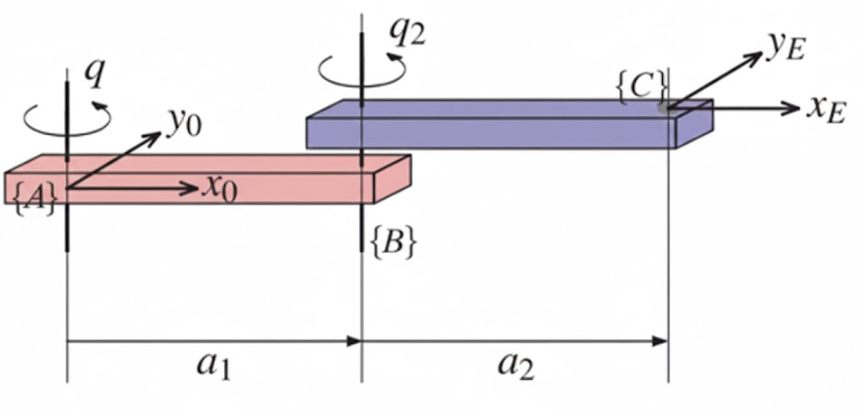 q
q2
{C}
yE
xE
y0
{A}
x0
{B}
a1
a2